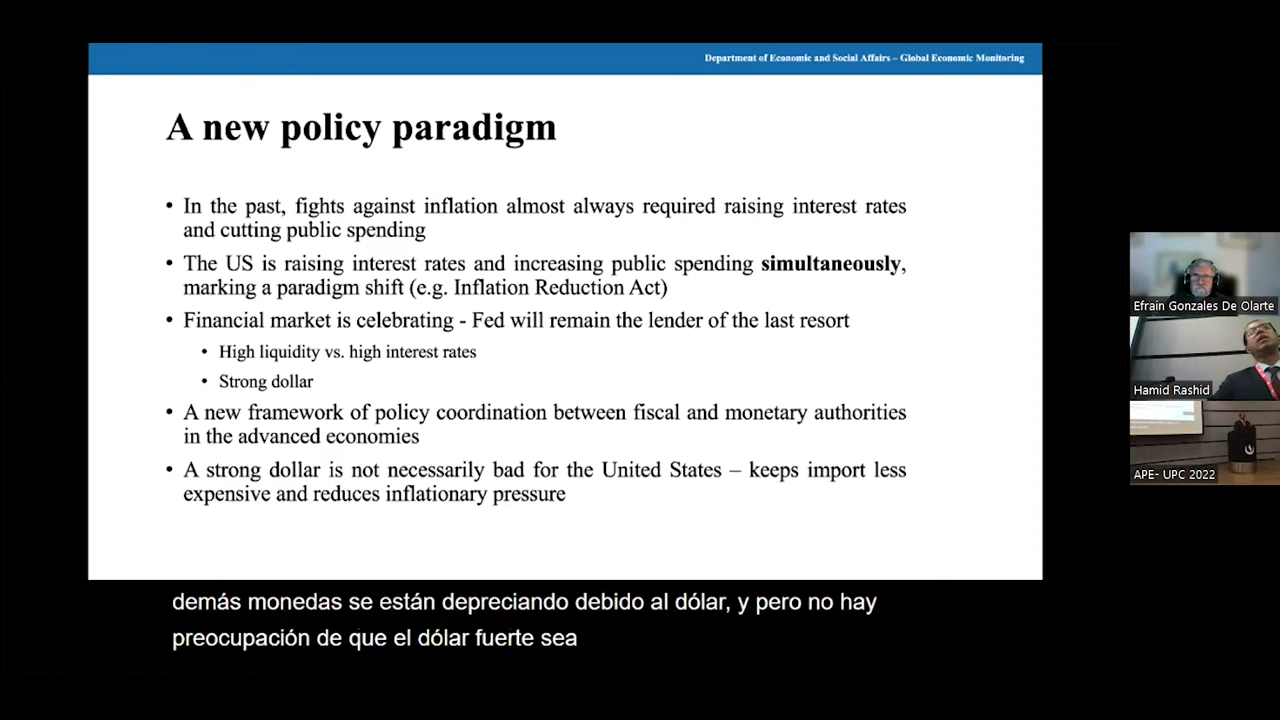 Department of Economic and Social Affairs – Global Economic Monitoring
A new policy paradigm
• In the past, fights against inflation almost always required raising interest rates
and cutting public spending
• The US is raising interest rates and increasing public spending simultaneously,
marking a paradigm shift (e.g. Inflation Reduction Act)
• Financial market is celebrating - Fed will remain the lender of the last resort
• High liquidity vs. high interest rates
• Strong dollar
• A new framework of policy coordination between fiscal and monetary authorities
in the advanced economies
• A strong dollar is not necessarily bad for the United States – keeps import less
expensive and reduces inflationary pressure
demás monedas se están depreciando debido al dólar, y pero no hay
preocupación de que el dólar fuerte sea
Efrain Gonzales De Olarte
Hamid Rashid
APE- UPC 2022